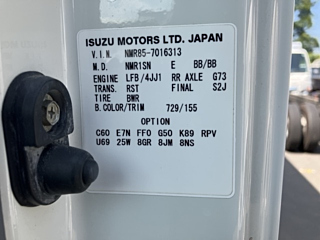 ISUZU MOTORS LTD. JAPAN
V.I.N. NMR85-7016313
M.D. NMR1SN E BB/BB
ENGINE LFB/4JJ1 RR AXLE G73
TRANS. RST FINAL S2J
TIRE BWR
B.COLOR/TRIM 729/155
OPTION
C60 E7N FF0 G50 K89 RPV
U69 25W 8GR 8JM 8NS